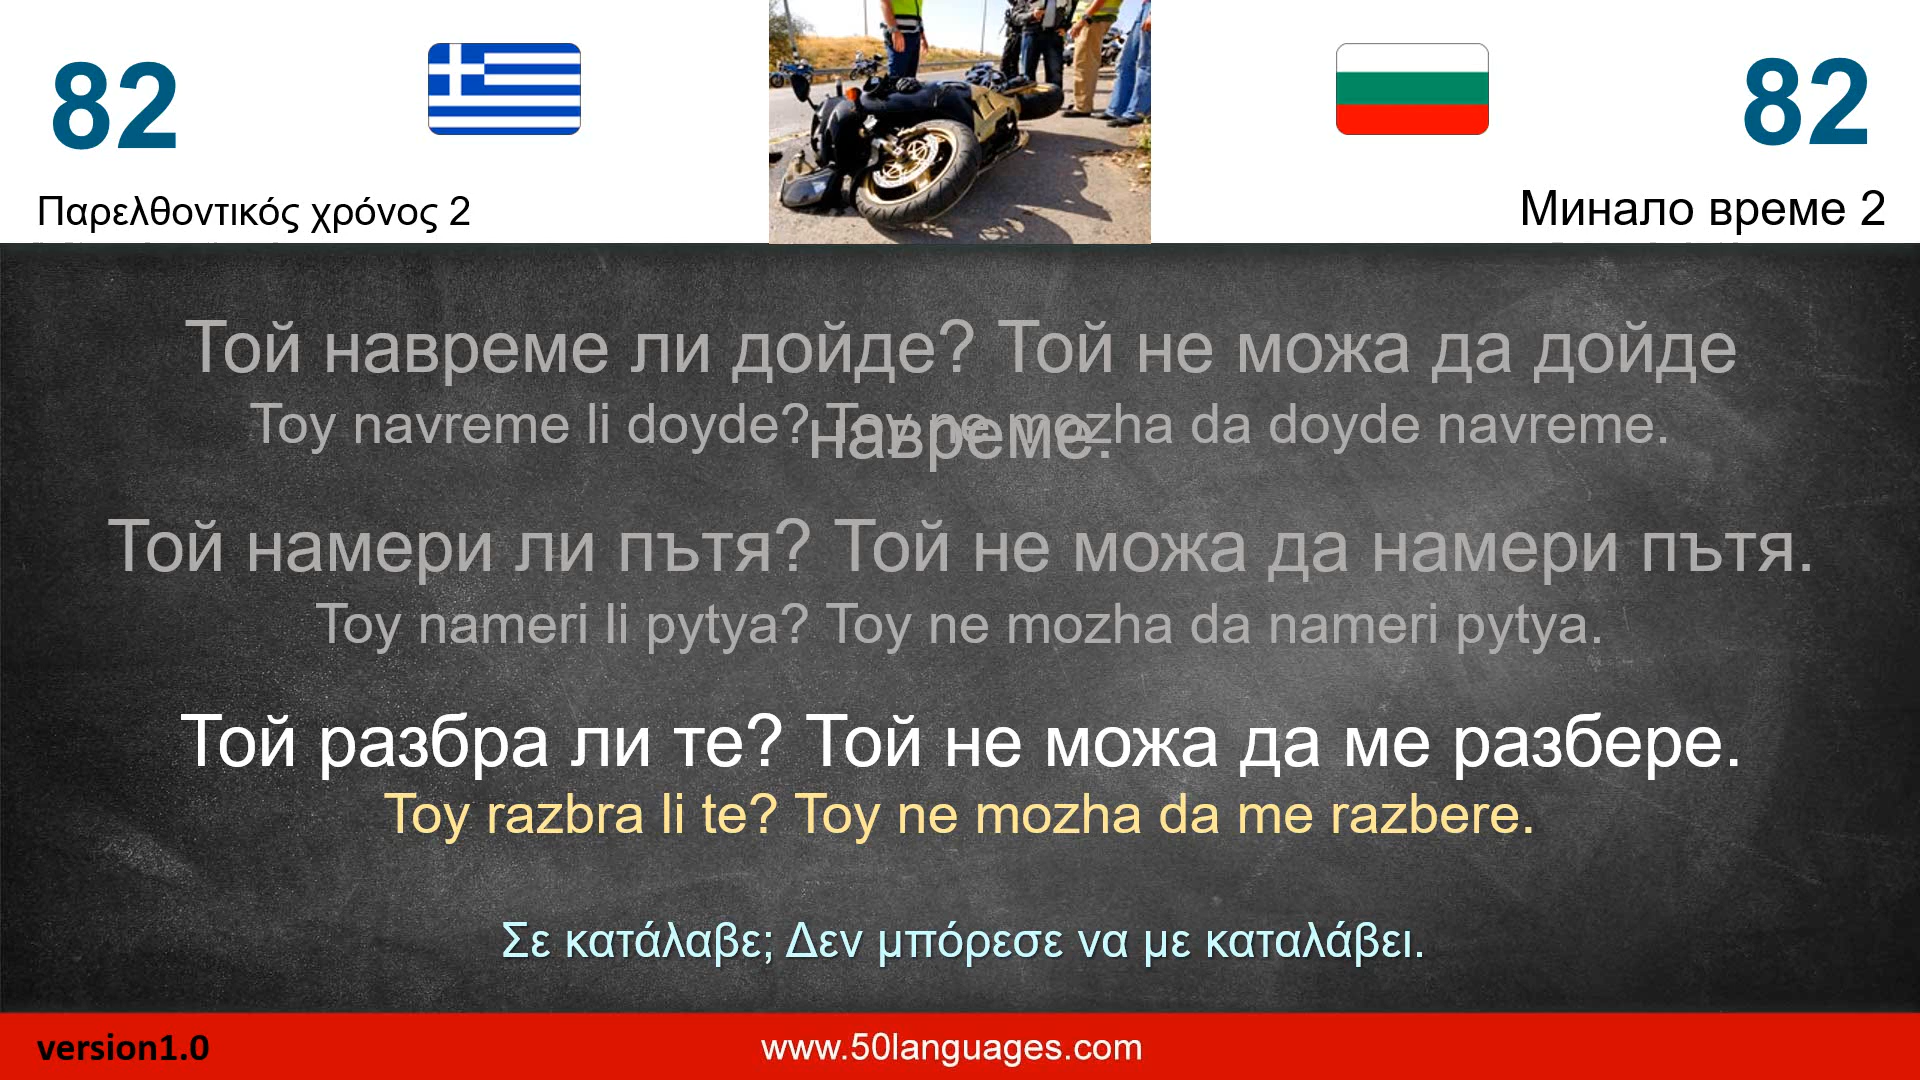 82
82
Παρελθοντικός χρόνος 2
Минало време 2
Той навреме ли дойде? Той не можа да дойде
навреме.
Toy navreme li doyde? Toy ne mozha da doyde navreme.
Той намери ли пътя? Той не можа да намери пътя.
Toy nameri li pytya? Toy ne mozha da nameri pytya.
Той разбра ли те? Той не можа да ме разбере.
Toy razbra li te? Toy ne mozha da me razbere.
Σε κατάλαβε; Δεν μπόρεσε να με καταλάβει.
version1.0
www.50languages.com